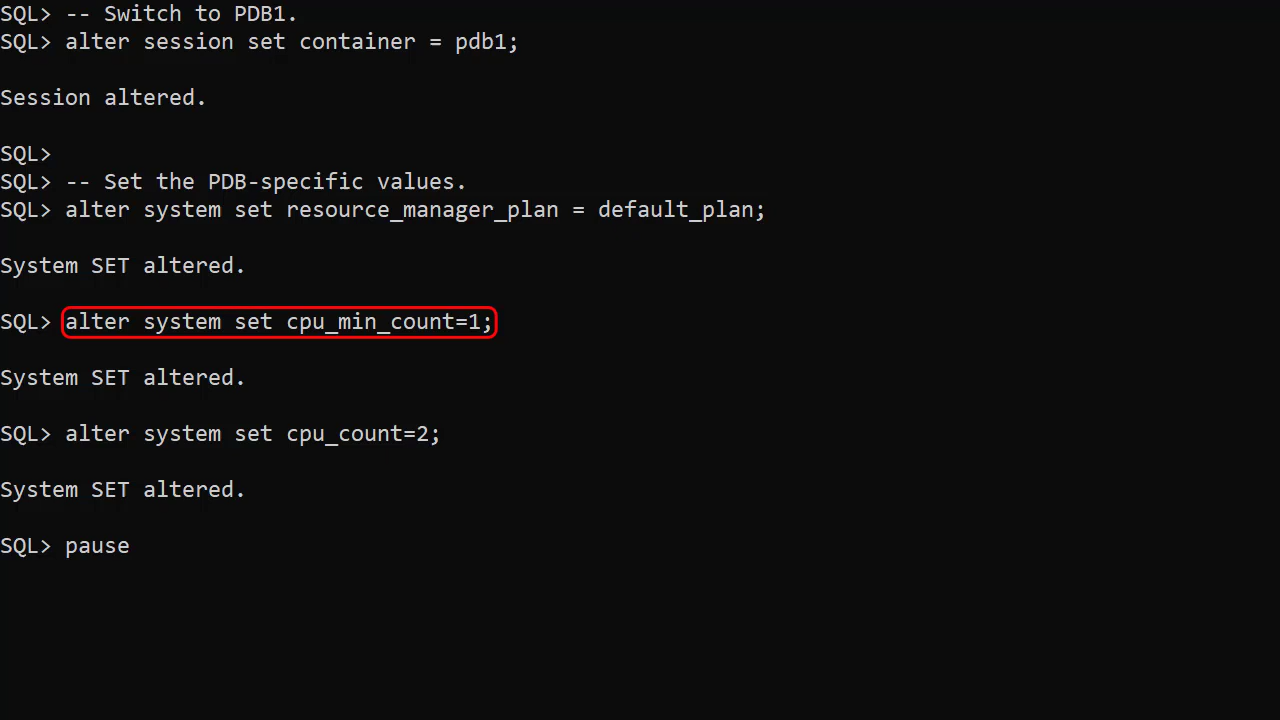 SQL> -- Switch to PDB1.
SQL> alter session set container = pdb1;
Session altered.
SQL>
SQL> -- Set the PDB-specific values.
SQL> alter system set resource_manager_plan = default_plan;
System SET altered.
SQL> alter system set cpu_min_count=1;
System SET altered.
SQL> alter system set cpu_count=2;
System SET altered.
SQL> pause